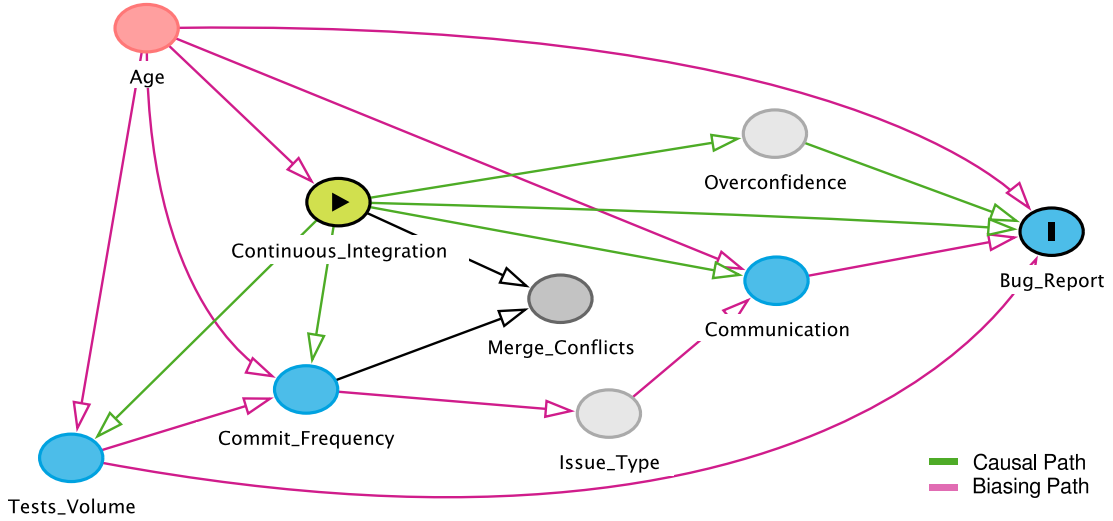 Age
Overconfidence
Continuous_Integration
Bug_Report
Communication
Merge_Conflicts
Commit_Frequency
Issue_Type
Causal Path
Biasing Path
Tests_Volume